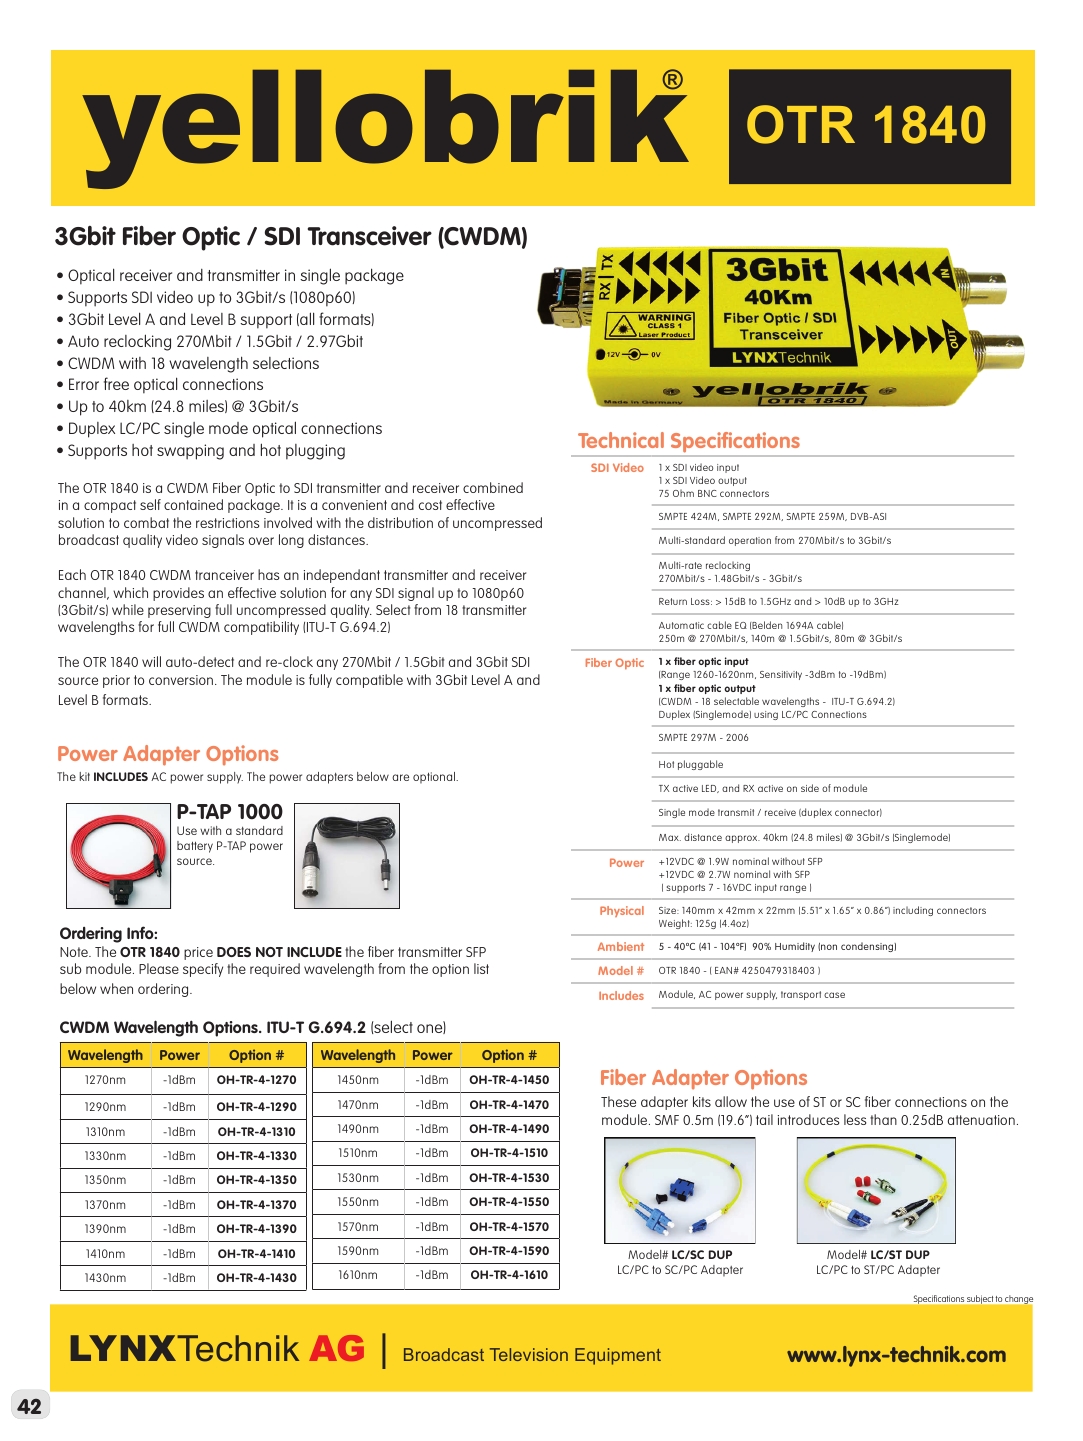 yellobrik®
OTR 1840
3Gbit Fiber Optic / SDI Transceiver (CWDM)
• Optical receiver and transmitter in single package
• Supports SDI video up to 3Gbit/s (1080p60)
• 3Gbit Level A and Level B support (all formats)
• Auto reclocking 270Mbit / 1.5Gbit / 2.97Gbit
• CWDM with 18 wavelength selections
• Error free optical connections
• Up to 40km (24.8 miles) @ 3Gbit/s
• Duplex LC/PC single mode optical connections
• Supports hot swapping and hot plugging
The OTR 1840 is a CWDM Fiber Optic to SDI transmitter and receiver combined
in a compact self contained package. It is a convenient and cost effective
solution to combat the restrictions involved with the distribution of uncompressed
broadcast quality video signals over long distances.
Each OTR 1840 CWDM tranceiver has an independant transmitter and receiver
channel, which provides an effective solution for any SDI signal up to 1080p60
(3Gbit/s) while preserving full uncompressed quality. Select from 18 transmitter
wavelengths for full CWDM compatibility (ITU-T G.694.2)
The OTR 1840 will auto-detect and re-clock any 270Mbit / 1.5Gbit and 3Gbit SDI
source prior to conversion. The module is fully compatible with 3Gbit Level A and
Level B formats.
Power Adapter Options
The kit INCLUDES AC power supply. The power adapters below are optional.
P-TAP 1000
Use with a standard
battery P-TAP power
source.
Ordering Info:
Note. The OTR 1840 price DOES NOT INCLUDE the fiber transmitter SFP
sub module. Please specify the required wavelength from the option list
below when ordering.
CWDM Wavelength Options. ITU-T G.694.2 (select one)
Wavelength Power Option #
1270nm -1dBm OH-TR-4-1270
1290nm -1dBm OH-TR-4-1290
1310nm -1dBm OH-TR-4-1310
1330nm -1dBm OH-TR-4-1330
1350nm -1dBm OH-TR-4-1350
1370nm -1dBm OH-TR-4-1370
1390nm -1dBm OH-TR-4-1390
1410nm -1dBm OH-TR-4-1410
1430nm -1dBm OH-TR-4-1430
Wavelength Power Option #
1450nm -1dBm OH-TR-4-1450
1470nm -1dBm OH-TR-4-1470
1490nm -1dBm OH-TR-4-1490
1510nm -1dBm OH-TR-4-1510
1530nm -1dBm OH-TR-4-1530
1550nm -1dBm OH-TR-4-1550
1570nm -1dBm OH-TR-4-1570
1590nm -1dBm OH-TR-4-1590
1610nm -1dBm OH-TR-4-1610
RX | TX
3Gbit
40Km
Fiber Optic / SDI
Transceiver
LYNXTechnik
WARNING
CLASS 1
Laser Product
12V 0V
IN
OUT
yellobrik
OTR 1840
Made in Germany
Technical Specifications
SDI Video
1 x SDI video input
1 x SDI Video output
75 Ohm BNC connectors
SMPTE 424M, SMPTE 292M, SMPTE 259M, DVB-ASI
Multi-standard operation from 270Mbit/s to 3Gbit/s
Multi-rate reclocking
270Mbit/s - 1.48Gbit/s - 3Gbit/s
Return Loss: > 15dB to 1.5GHz and > 10dB up to 3GHz
Automatic cable EQ (Belden 1694A cable)
250m @ 270Mbit/s, 140m @ 1.5Gbit/s, 80m @ 3Gbit/s
Fiber Optic
1 x fiber optic input
(Range 1260-1620nm, Sensitivity -3dBm to -19dBm)
1 x fiber optic output
(CWDM - 18 selectable wavelengths - ITU-T G.694.2)
Duplex (Singlemode) using LC/PC Connections
SMPTE 297M - 2006
Hot pluggable
TX active LED, and RX active on side of module
Single mode transmit / receive (duplex connector)
Max. distance approx. 40km (24.8 miles) @ 3Gbit/s (Singlemode)
Power
+12VDC @ 1.9W nominal without SFP
+12VDC @ 2.7W nominal with SFP
( supports 7 - 16VDC input range )
Physical
Size: 140mm x 42mm x 22mm (5.51” x 1.65” x 0.86”) including connectors
Weight: 125g (4.4oz)
Ambient
5 - 40ºC (41 - 104ºF) 90% Humidity (non condensing)
Model #
OTR 1840 - ( EAN# 4250479318403 )
Includes
Module, AC power supply, transport case
Fiber Adapter Options
These adapter kits allow the use of ST or SC fiber connections on the
module. SMF 0.5m (19.6”) tail introduces less than 0.25dB attenuation.
Model# LC/SC DUP
LC/PC to SC/PC Adapter
Model# LC/ST DUP
LC/PC to ST/PC Adapter
Specifications subject to change
LYNXTechnik AG | Broadcast Television Equipment
www.lynx-technik.com
42